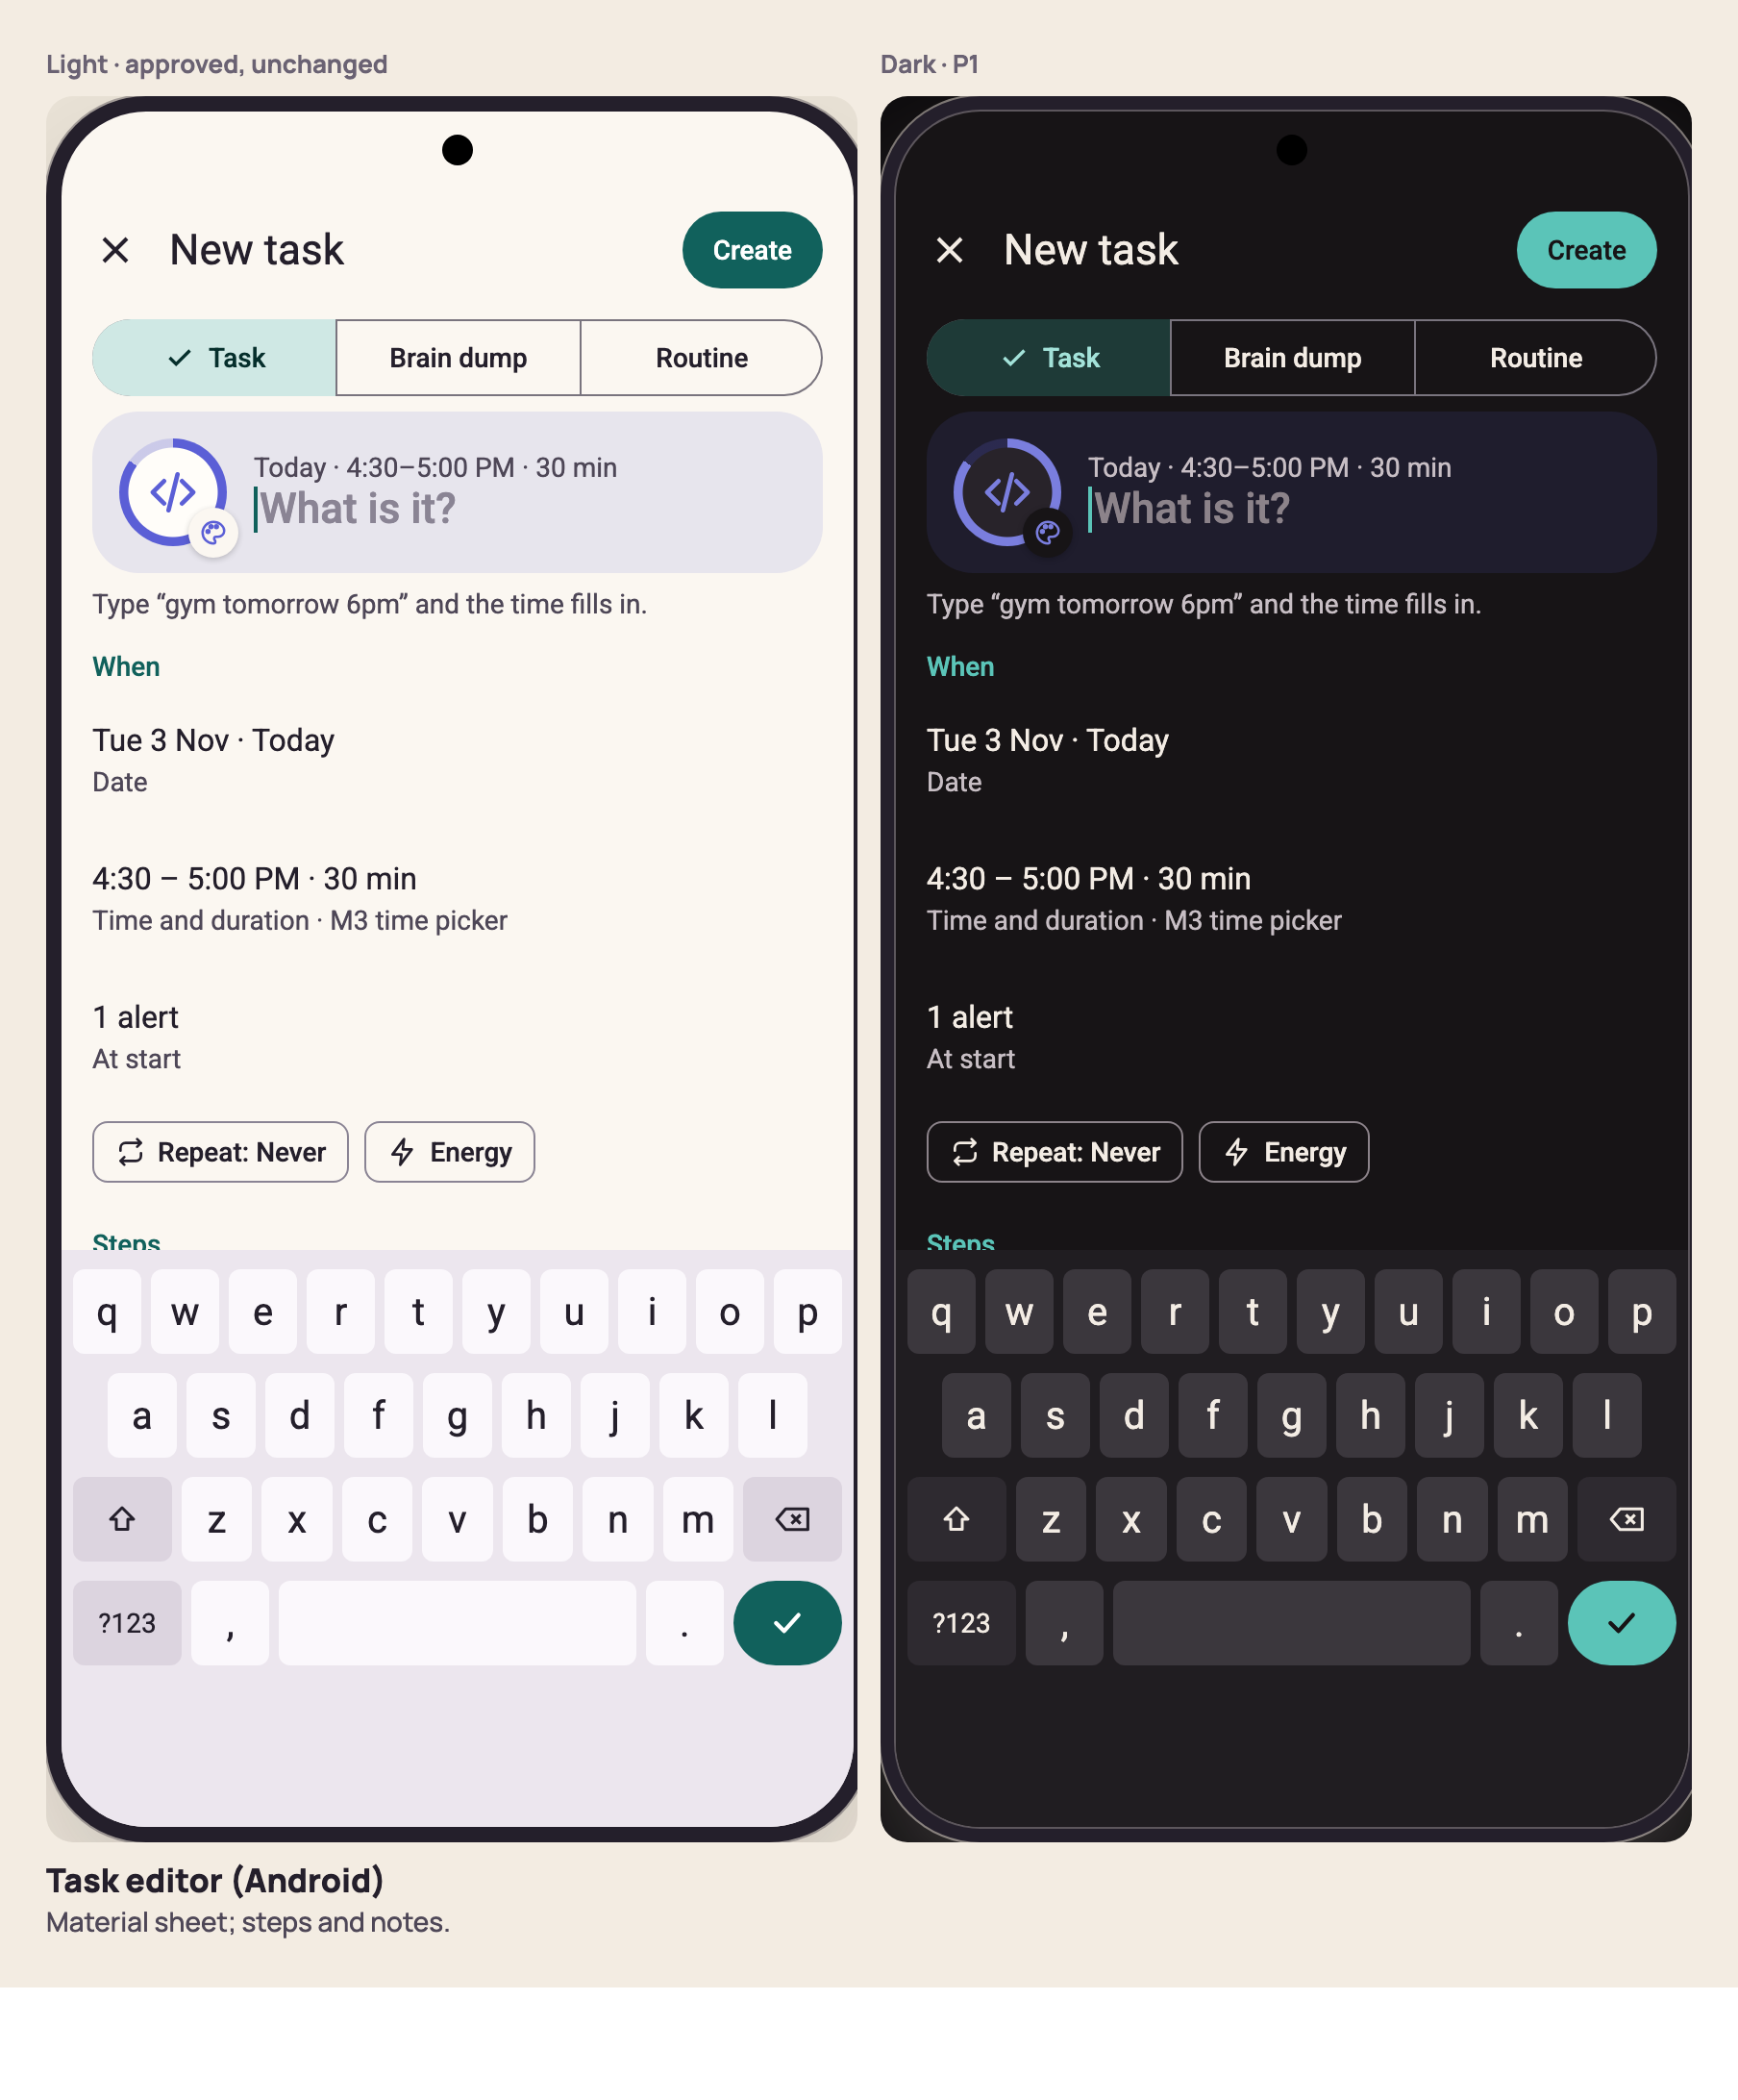 Light · approved, unchanged
New task
Create
Task
Brain dump
Routine
Today · 4:30–5:00 PM · 30 min
What is it?
Type “gym tomorrow 6pm” and the time fills in.
When
Tue 3 Nov · Today
Date
4:30 – 5:00 PM · 30 min
Time and duration · M3 time picker
1 alert
At start
Repeat: Never
Energy
Steps
q w e r t y u i o p
a s d f g h j k l
z x c v b n m
?123 , .
Dark · P1
New task
Create
Task
Brain dump
Routine
Today · 4:30–5:00 PM · 30 min
What is it?
Type “gym tomorrow 6pm” and the time fills in.
When
Tue 3 Nov · Today
Date
4:30 – 5:00 PM · 30 min
Time and duration · M3 time picker
1 alert
At start
Repeat: Never
Energy
Steps
q w e r t y u i o p
a s d f g h j k l
z x c v b n m
?123 , .
Task editor (Android)
Material sheet; steps and notes.